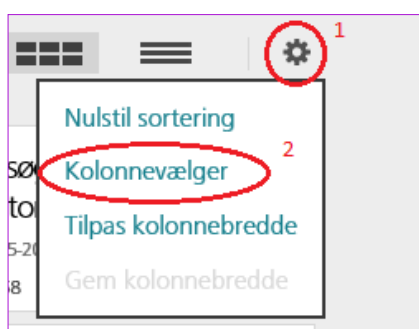 1
Nulstil sortering
2
Kolonnevælger
Tilpas kolonnebredde
Gem kolonnebredde